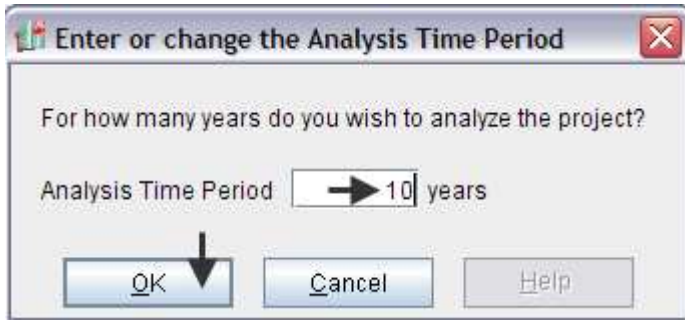 Enter or change the Analysis Time Period
For how many years do you wish to analyze the project?
Analysis Time Period 10 years
OK Cancel Help